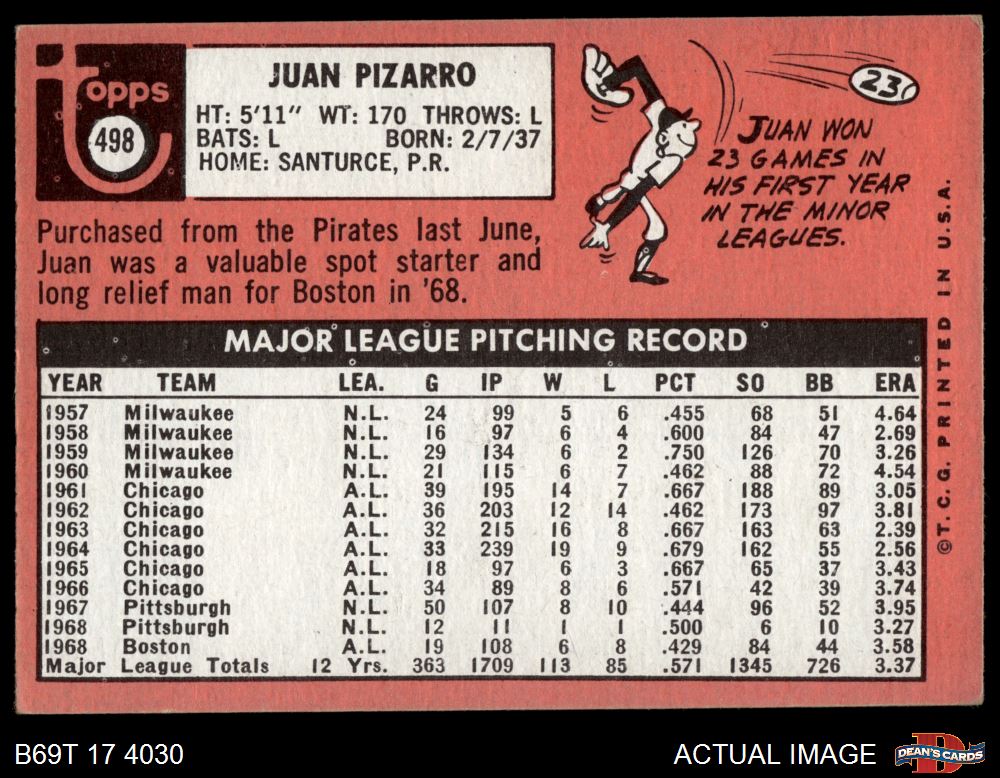 Topps
498
JUAN PIZARRO
HT: 5'11" WT: 170 THROWS: L
BATS: L BORN: 2/7/37
HOME: SANTURCE, P.R.
23
JUAN WON
23 GAMES IN
HIS FIRST YEAR
IN THE MINOR
LEAGUES.
Purchased from the Pirates last June,
Juan was a valuable spot starter and
long relief man for Boston in '68.
MAJOR LEAGUE PITCHING RECORD
YEAR TEAM LEA. G IP W L PCT SO BB ERA
1957 Milwaukee N.L. 24 99 5 6 .455 68 51 4.64
1958 Milwaukee N.L. 16 97 6 4 .600 84 47 2.69
1959 Milwaukee N.L. 29 134 6 2 .750 126 70 3.26
1960 Milwaukee N.L. 21 115 6 7 .462 88 72 4.54
1961 Chicago A.L. 39 195 14 7 .667 188 89 3.05
1962 Chicago A.L. 36 203 12 14 .462 173 97 3.81
1963 Chicago A.L. 32 215 16 8 .667 163 63 2.39
1964 Chicago A.L. 33 239 19 9 .679 162 55 2.56
1965 Chicago A.L. 18 97 6 3 .667 65 37 3.43
1966 Chicago A.L. 34 89 8 6 .571 42 39 3.74
1967 Pittsburgh N.L. 50 107 8 10 .444 96 52 3.95
1968 Pittsburgh N.L. 12 11 1 1 .500 6 10 3.27
1968 Boston A.L. 19 108 6 8 .429 84 44 3.58
Major League Totals 12 Yrs. 363 1709 113 85 .571 1345 726 3.37
©T.C.G. PRINTED IN U.S.A.
B69T 17 4030
ACTUAL IMAGE
DEAN'S CARDS